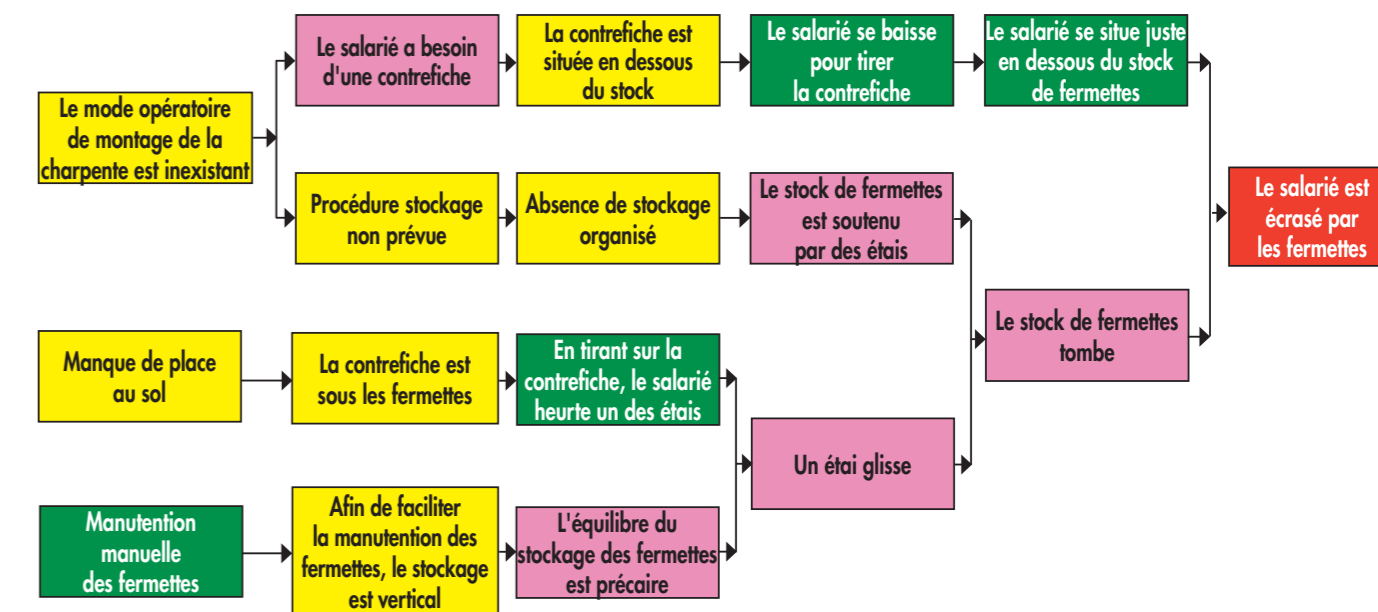 Le salarié a besoin
d'une contrefiche
La contrefiche est
située en dessous
du stock
Le salarié se baisse
pour tirer
la contrefiche
Le salarié se situe juste
en dessous du stock
de fermettes
Le mode opératoire
de montage de la
charpente est inexistant
Procédure stockage
non prévue
Absence de stockage
organisé
Le stock de fermettes
est soutenu
par des étais
Le salarié est
écrasé par
les fermettes
Manque de place
au sol
La contrefiche est
sous les fermettes
En tirant sur la
contrefiche, le salarié
heurte un des étais
Le stock de fermettes
tombe
Un étai glisse
Manutention
manuelle
des fermettes
Afin de faciliter
la manutention des
fermettes, le stockage
est vertical
L'équilibre du
stockage des fermettes
est précaire